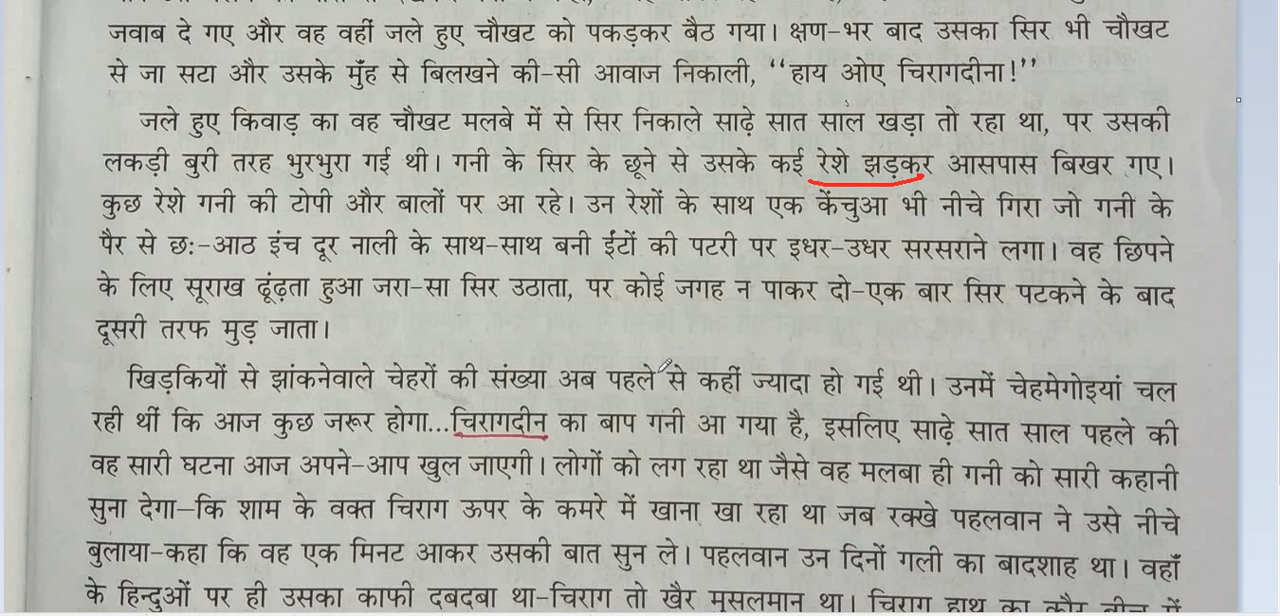 जवाब दे गए और वह वहीं जले हुए चौखट को पकड़कर बैठ गया। क्षण-भर बाद उसका सिर भी चौखट
से जा सटा और उसके मुंह से बिलखने की-सी आवाज निकाली, ‘‘हाय ओए चिरागदीना!’’
जले हुए किवाड़ का वह चौखट मलबे में से सिर निकाले साढ़े सात साल खड़ा तो रहा था, पर उसकी
लकड़ी बुरी तरह भुरभुरा गई थी। गनी के सिर के छूने से उसके कई रेशे झड़कर आसपास बिखर गए।
कुछ रेशे गनी की टोपी और बालों पर आ रहे। उन रेशों के साथ एक केंचुआ भी नीचे गिरा जो गनी के
पैर से छः-आठ इंच दूर नाली के साथ-साथ बनी ईंटों की पटरी पर इधर-उधर सरसराने लगा। वह छिपने
के लिए सूराख ढूंढ़ता हुआ जरा-सा सिर उठाता, पर कोई जगह न पाकर दो-एक बार सिर पटकने के बाद
दूसरी तरफ मुड़ जाता।
खिड़कियों से झांकनेवाले चेहरों की संख्या अब पहले से कहीं ज्यादा हो गई थी। उनमें चेहमेगोइयां चल
रही थीं कि आज कुछ जरूर होगा...चिरागदीन का बाप गनी आ गया है, इसलिए साढ़े सात साल पहले की
वह सारी घटना आज अपने-आप खुल जाएगी। लोगों को लग रहा था जैसे वह मलबा ही गनी को सारी कहानी
सुना देगा-कि शाम के वक्त चिराग ऊपर के कमरे में खाना खा रहा था जब रक्खे पहलवान ने उसे नीचे
बुलाया-कहा कि वह एक मिनट आकर उसकी बात सुन ले। पहलवान उन दिनों गली का बादशाह था। वहाँ
के हिन्दुओं पर ही उसका काफी दबदबा था-चिराग तो खैर मुसलमान था। चिराग हाथ का कौर बीच में